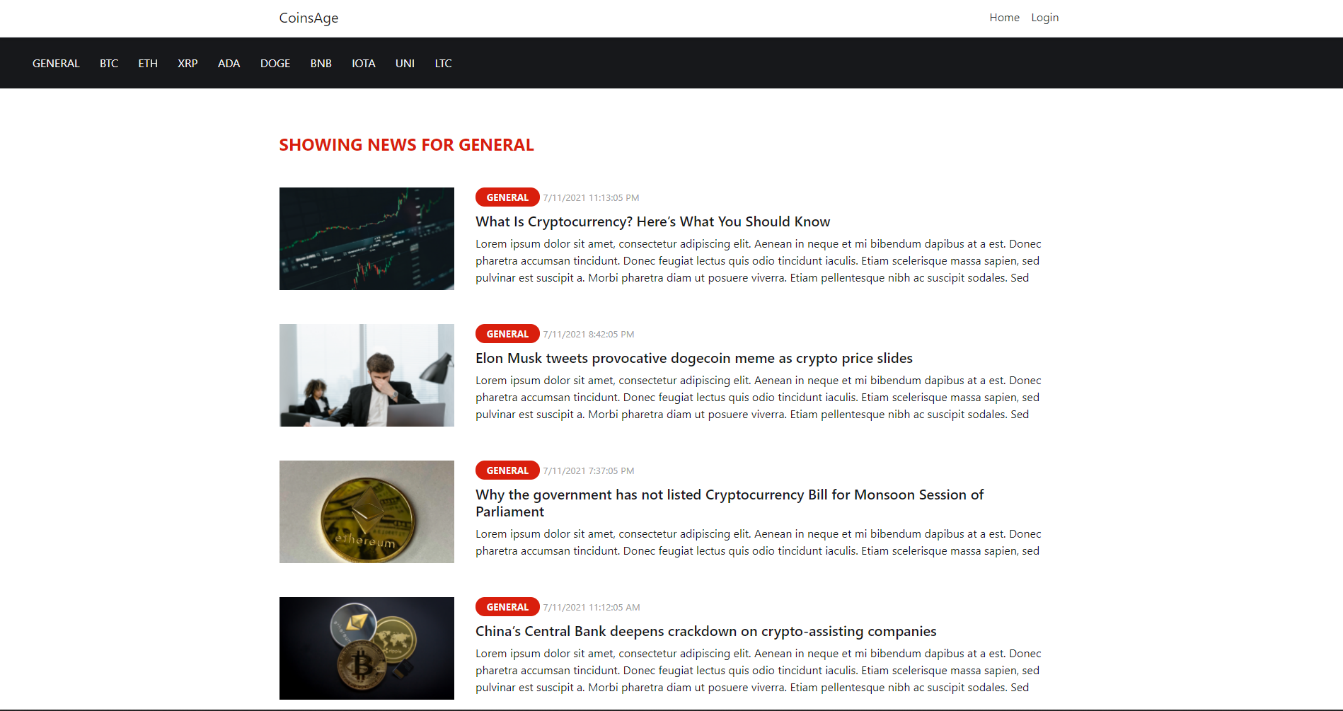 CoinsAge
Home Login
GENERAL BTC ETH XRP ADA DOGE BNB IOTA UNI LTC
SHOWING NEWS FOR GENERAL
GENERAL 7/11/2021 11:13:05 PM
What Is Cryptocurrency? Here's What You Should Know
Lorem ipsum dolor sit amet, consectetur adipiscing elit. Aenean in neque et mi bibendum dapibus at a est. Donec
pharetra accumsan tincidunt. Donec feugiat lectus quis odio tincidunt iaculis. Etiam scelerisque massa sapien, sed
pulvinar est suscipit a. Morbi pharetra diam ut posuere viverra. Etiam pellentesque nibh ac suscipit sodales. Sed
GENERAL 7/11/2021 8:42:05 PM
Elon Musk tweets provocative dogecoin meme as crypto price slides
Lorem ipsum dolor sit amet, consectetur adipiscing elit. Aenean in neque et mi bibendum dapibus at a est. Donec
pharetra accumsan tincidunt. Donec feugiat lectus quis odio tincidunt iaculis. Etiam scelerisque massa sapien, sed
pulvinar est suscipit a. Morbi pharetra diam ut posuere viverra. Etiam pellentesque nibh ac suscipit sodales. Sed
ethereum
GENERAL 7/11/2021 7:37:05 PM
Why the government has not listed Cryptocurrency Bill for Monsoon Session of
Parliament
Lorem ipsum dolor sit amet, consectetur adipiscing elit. Aenean in neque et mi bibendum dapibus at a est. Donec
pharetra accumsan tincidunt. Donec feugiat lectus quis odio tincidunt iaculis. Etiam scelerisque massa sapien, sed
GENERAL 7/11/2021 11:12:05 AM
China's Central Bank deepens crackdown on crypto-assisting companies
Lorem ipsum dolor sit amet, consectetur adipiscing elit. Aenean in neque et mi bibendum dapibus at a est. Donec
pharetra accumsan tincidunt. Donec feugiat lectus quis odio tincidunt iaculis. Etiam scelerisque massa sapien, sed
pulvinar est suscipit a. Morbi pharetra diam ut posuere viverra. Etiam pellentesque nibh ac suscipit sodales. Sed